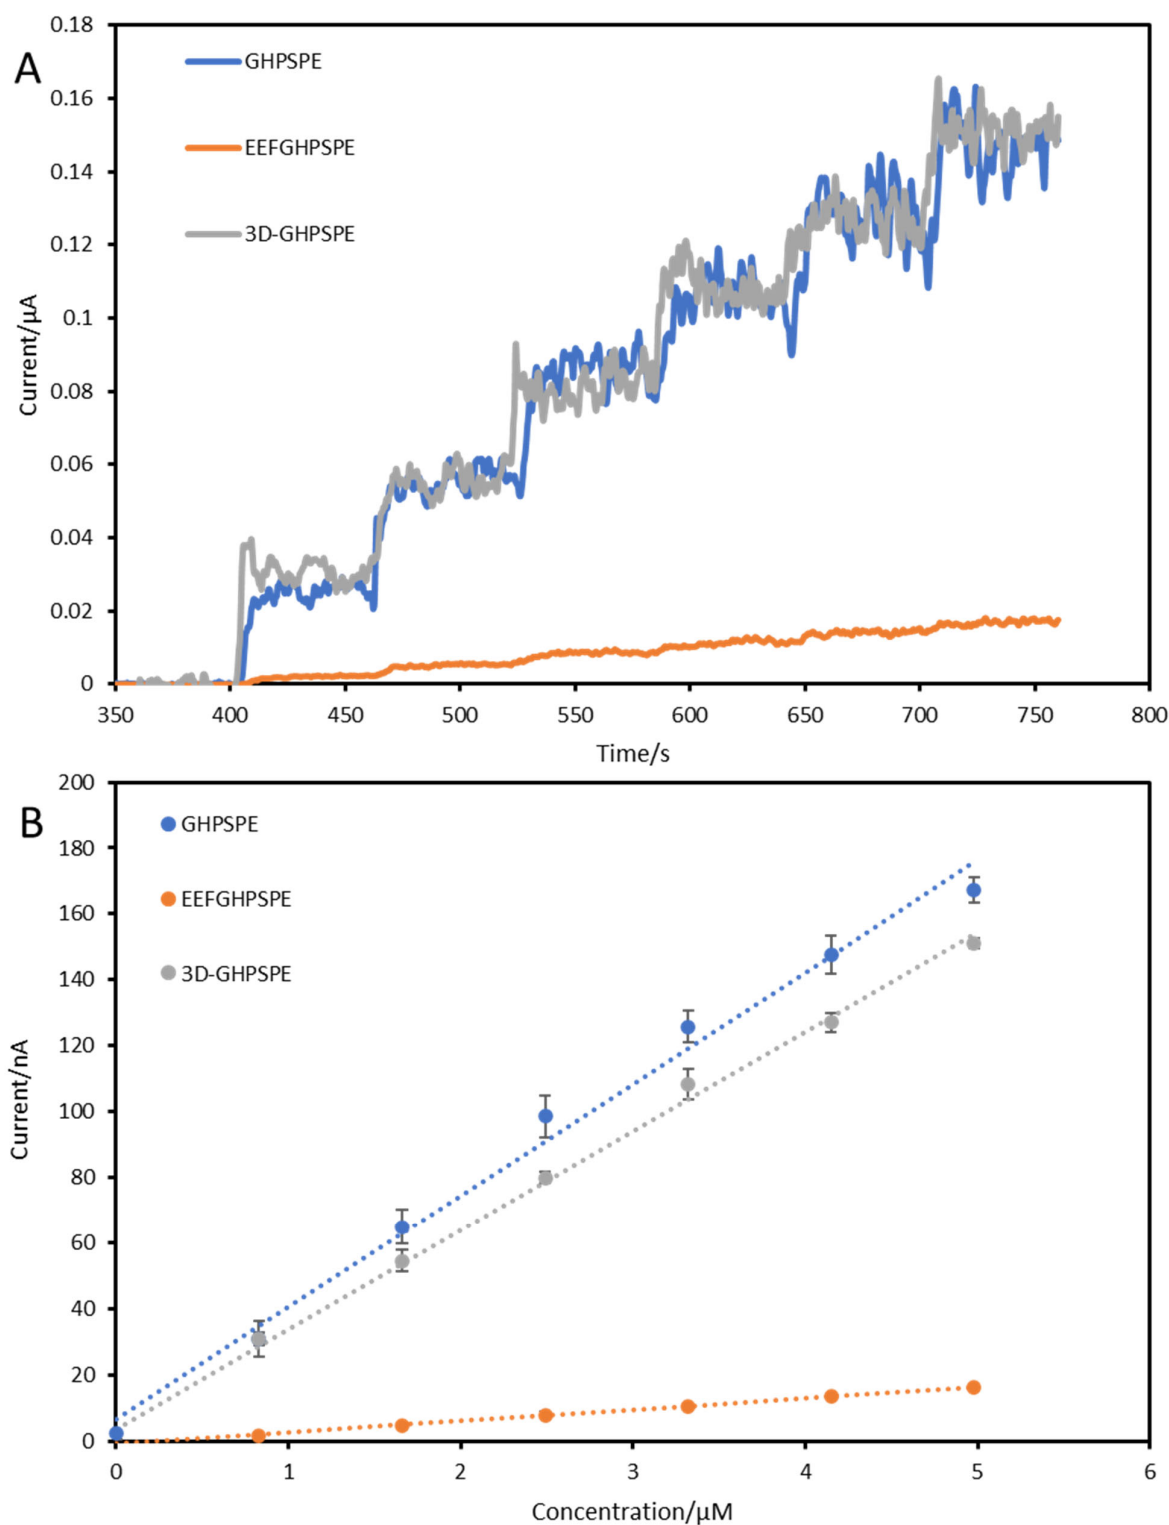 A
GHPSPE
EEFGHPSPE
3D-GHPSPE
Current/µA
0.18
0.16
0.14
0.12
0.1
0.08
0.06
0.04
0.02
0
350 400 450 500 550 600 650 700 750 800
Time/s
B
GHPSPE
EEFGHPSPE
3D-GHPSPE
Current/nA
200
180
160
140
120
100
80
60
40
20
0
0 1 2 3 4 5 6
Concentration/µM